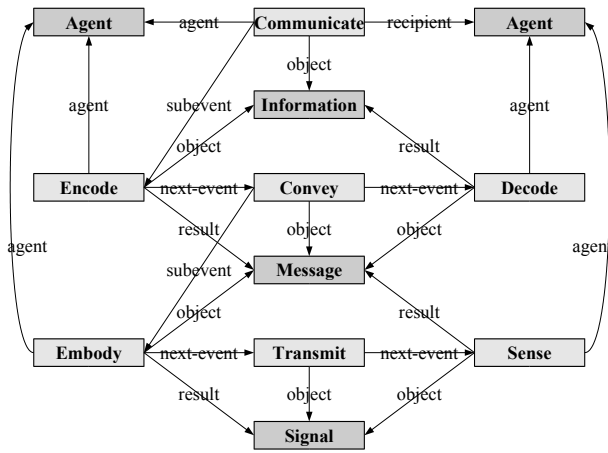 Agent agent Communicate recipient Agent
object
agent subevent Information agent
object result
Encode next-event Convey next-event Decode
result object object
agent subevent Message agent
object result
Embody next-event Transmit next-event Sense
result object object
Signal